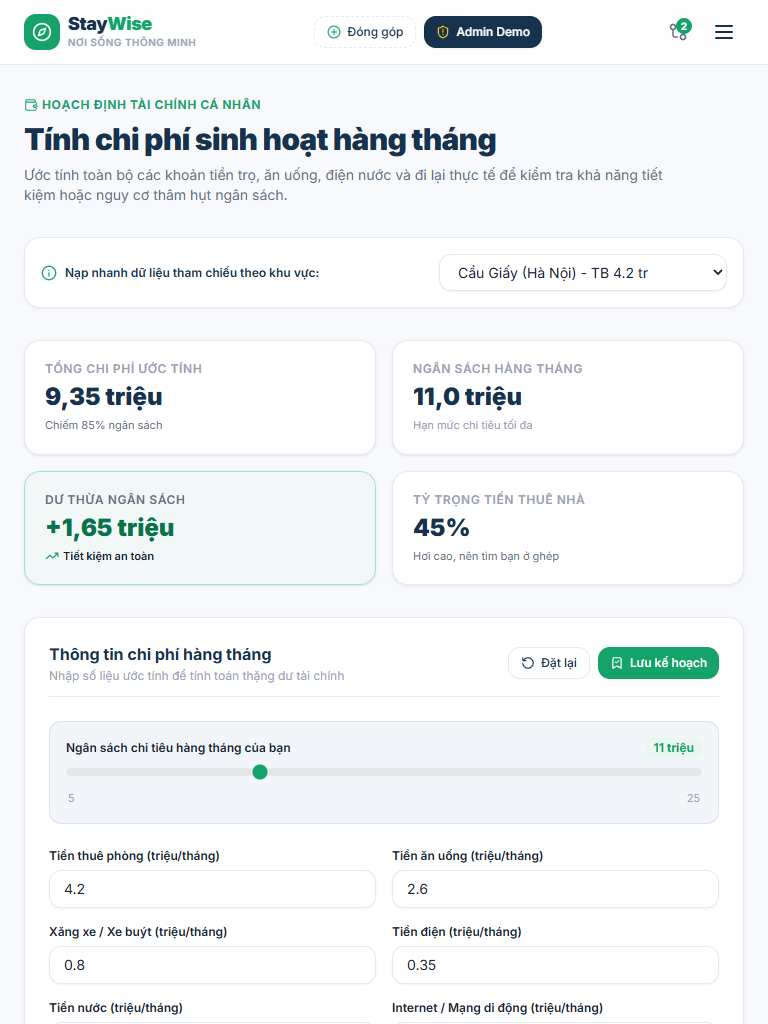 StayWise
NƠI SỐNG THÔNG MINH
Đóng góp
Admin Demo
2
HOẠCH ĐỊNH TÀI CHÍNH CÁ NHÂN
Tính chi phí sinh hoạt hàng tháng
Ước tính toàn bộ các khoản tiền trọ, ăn uống, điện nước và đi lại thực tế để kiểm tra khả năng tiết
kiệm hoặc nguy cơ thâm hụt ngân sách.
Nạp nhanh dữ liệu tham chiếu theo khu vực:
Cầu Giấy (Hà Nội) - TB 4.2 tr
TỔNG CHI PHÍ ƯỚC TÍNH
9,35 triệu
Chiếm 85% ngân sách
NGÂN SÁCH HÀNG THÁNG
11,0 triệu
Hạn mức chi tiêu tối đa
DƯ THỪA NGÂN SÁCH
+1,65 triệu
Tiết kiệm an toàn
TỶ TRỌNG TIỀN THUÊ NHÀ
45%
Hơi cao, nên tìm bạn ở ghép
Thông tin chi phí hàng tháng
Nhập số liệu ước tính để tính toán thặng dư tài chính
Đặt lại
Lưu kế hoạch
Ngân sách chi tiêu hàng tháng của bạn
11 triệu
5
25
Tiền thuê phòng (triệu/tháng)
4.2
Tiền ăn uống (triệu/tháng)
2.6
Xăng xe / Xe buýt (triệu/tháng)
0.8
Tiền điện (triệu/tháng)
0.35
Tiền nước (triệu/tháng)
Internet / Mạng di động (triệu/tháng)